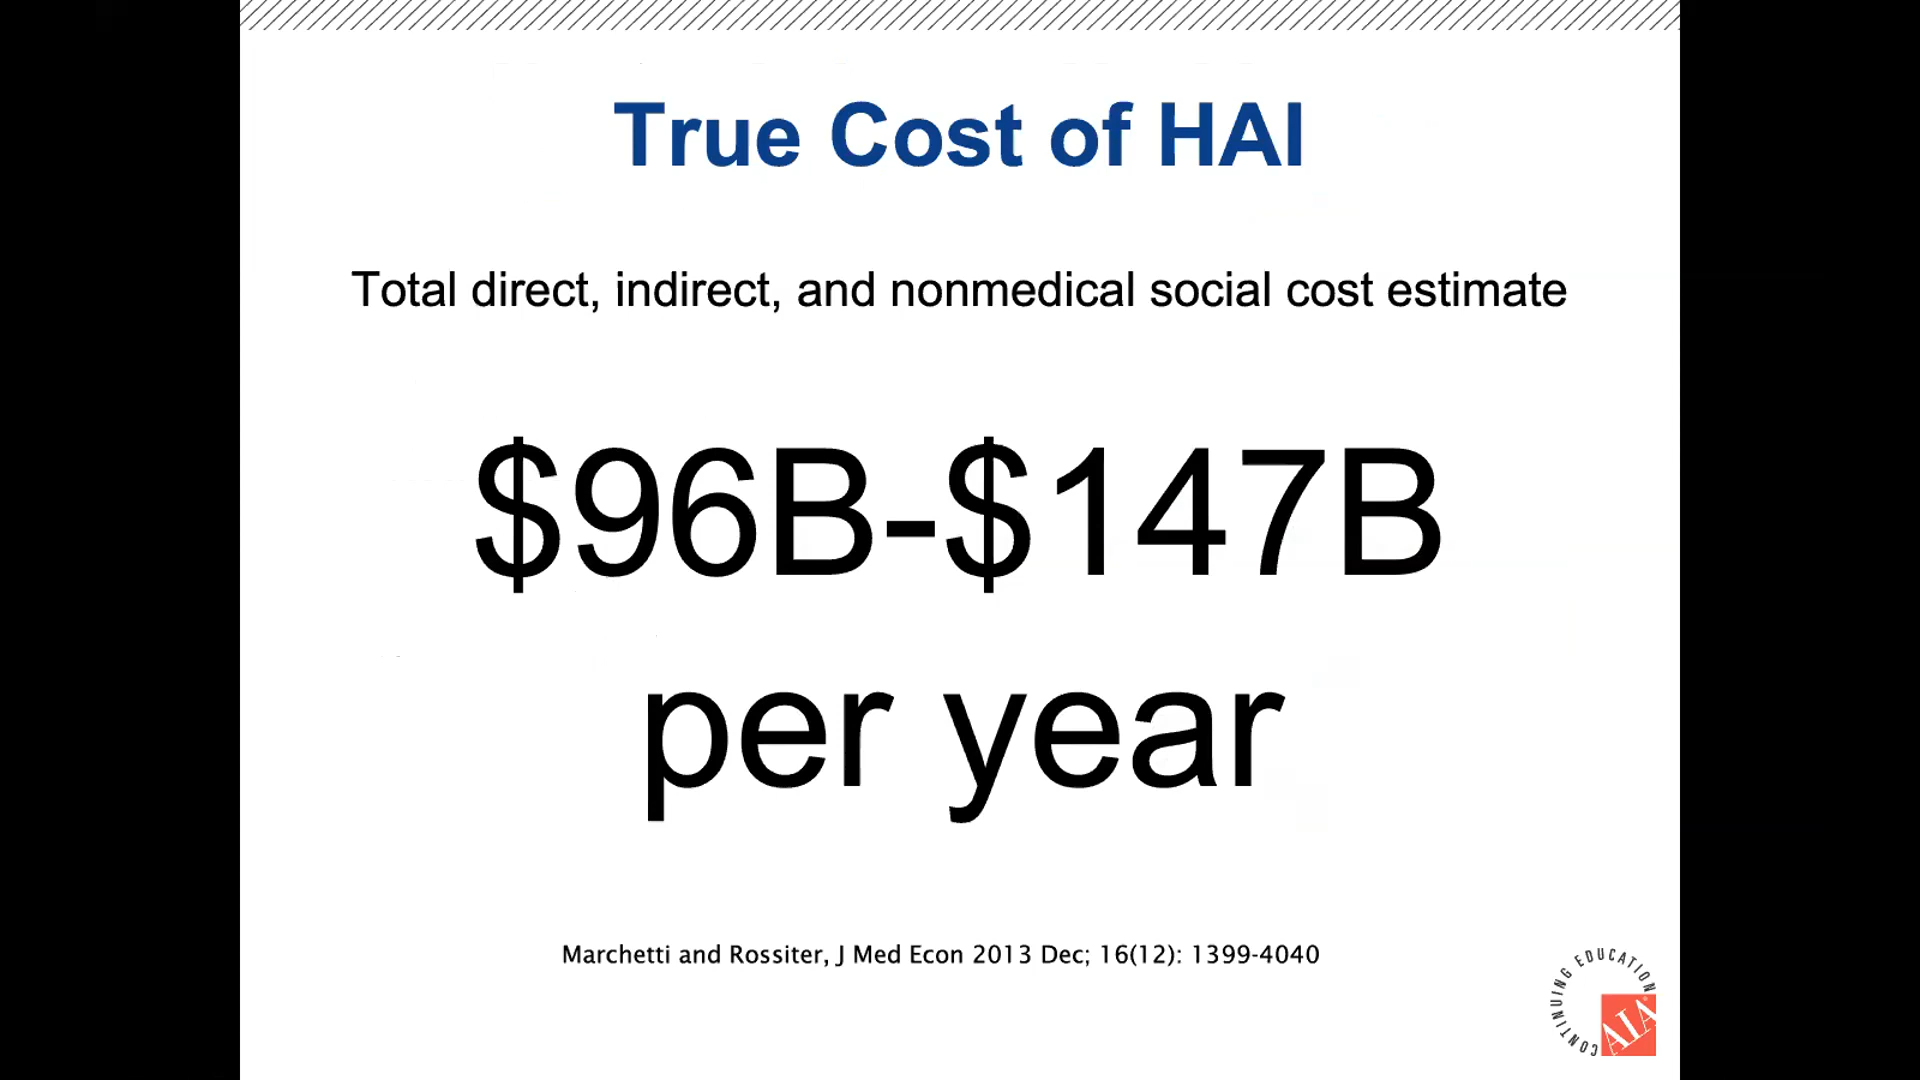 True Cost of HAI
Total direct, indirect, and nonmedical social cost estimate
$96B-$147B
per year
Marchetti and Rossiter, J Med Econ 2013 Dec; 16(12): 1399-4040
CONTINUING EDUCATION
AIA